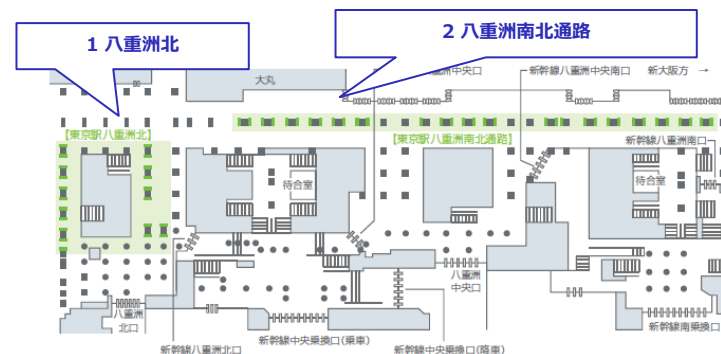 1 八重洲北
2 八重洲南北通路
大丸
重洲中央口
新幹線八重洲中央南口
新大阪方 →
【東京駅八重洲北】
【東京駅八重洲南北通路】
新幹線八重洲南口
待合室
待合室
八重洲
中央口
八重洲
北口
新幹線八重洲北口
新幹線中央乗換口(乗車)
新幹線中央乗換口(降車)
新幹線南乗換口